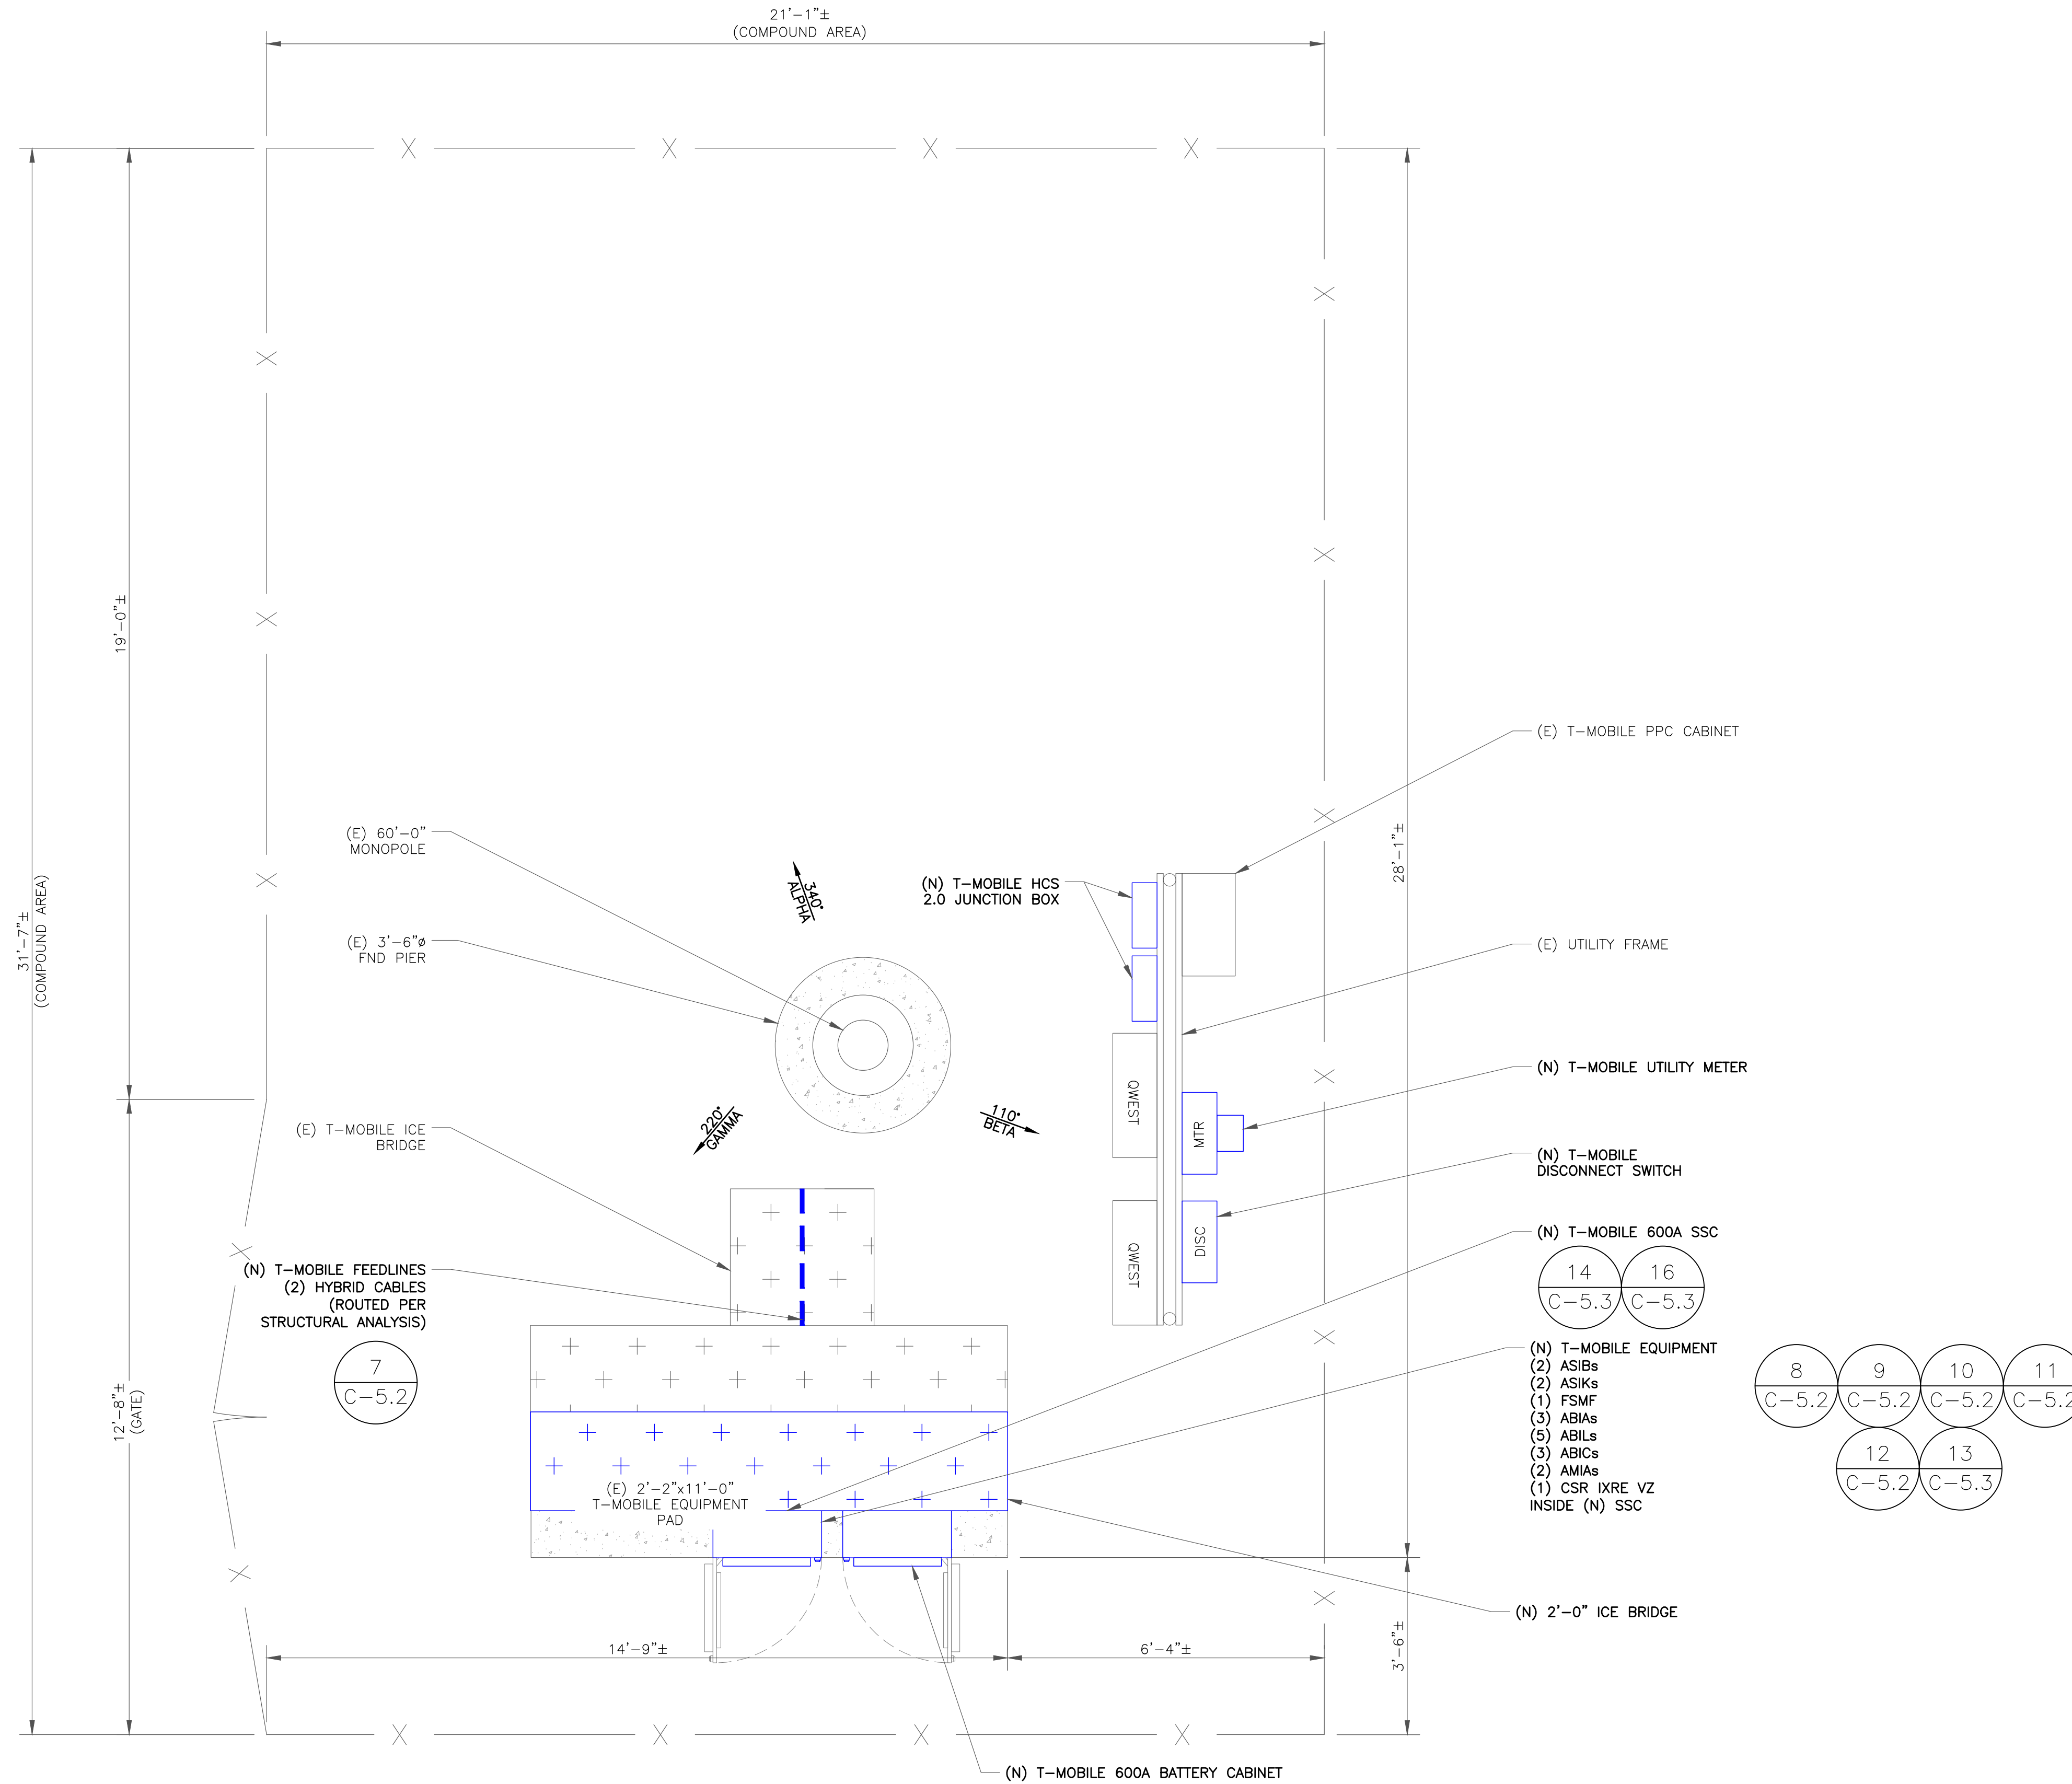 21'-1"±
(COMPOUND AREA)
31'-7"±
(COMPOUND AREA)
19'-0"±
12'-8"±
(GATE)
28'-1"±
3'-6"±
14'-9"±
6'-4"±
(E) 60'-0"
MONOPOLE
(E) 3'-6"ø
FND PIER
(E) T-MOBILE ICE
BRIDGE
(N) T-MOBILE FEEDLINES
(2) HYBRID CABLES
(ROUTED PER
STRUCTURAL ANALYSIS)
7
C-5.2
340°
ALPHA
220°
GAMMA
110°
BETA
(N) T-MOBILE HCS
2.0 JUNCTION BOX
QWEST
QWEST
MTR
DISC
(E) T-MOBILE PPC CABINET
(E) UTILITY FRAME
(N) T-MOBILE UTILITY METER
(N) T-MOBILE
DISCONNECT SWITCH
(N) T-MOBILE 600A SSC
14 16
C-5.3 C-5.3
(N) T-MOBILE EQUIPMENT
(2) ASIBs
(2) ASIKs
(1) FSMF
(3) ABIAs
(5) ABILs
(3) ABICs
(2) AMIAs
(1) CSR IXRE VZ
INSIDE (N) SSC
8 9 10 11
C-5.2 C-5.2 C-5.2 C-5.2
12 13
C-5.2 C-5.3
(E) 2'-2"x11'-0"
T-MOBILE EQUIPMENT
PAD
(N) 2'-0" ICE BRIDGE
(N) T-MOBILE 600A BATTERY CABINET